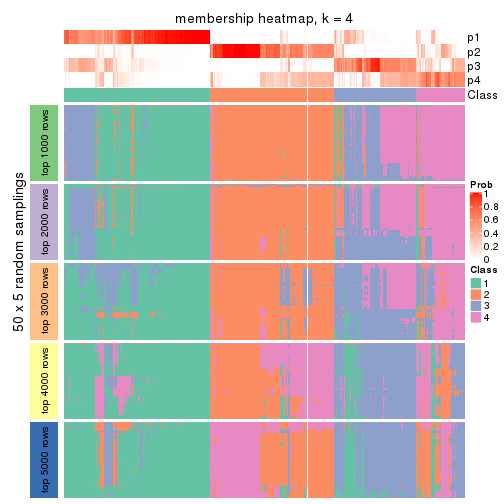 membership heatmap, k = 4
p1
p2
p3
p4
Class
50 x 5 random samplings
top 1000 rows
top 2000 rows
top 3000 rows
top 4000 rows
top 5000 rows
Prob
1
0.8
0.6
0.4
0.2
0
Class
1
2
3
4